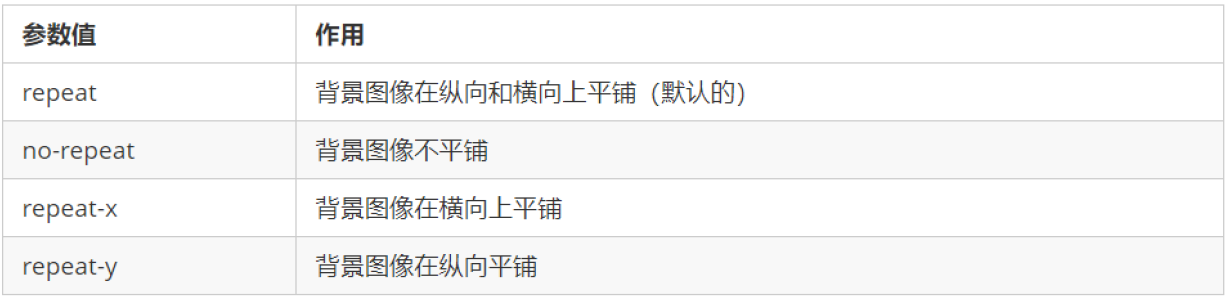 参数值 作用
repeat 背景图像在纵向和横向上平铺（默认的）
no-repeat 背景图像不平铺
repeat-x 背景图像在横向上平铺
repeat-y 背景图像在纵向平铺